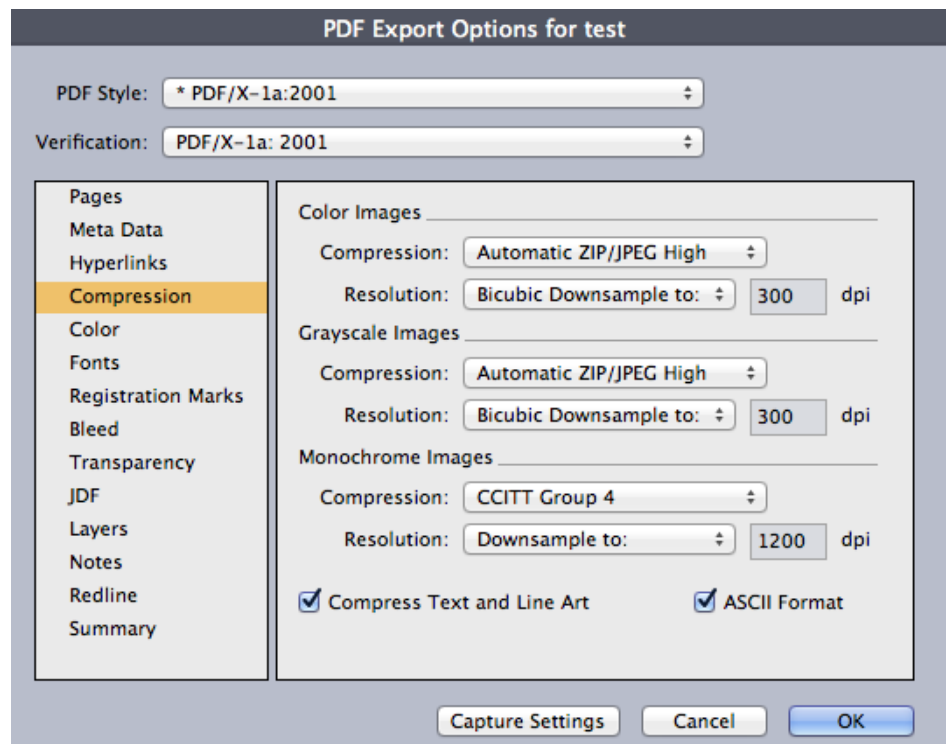 PDF Export Options for test
PDF Style: * PDF/X-1a:2001
Verification: PDF/X-1a: 2001
Pages
Meta Data
Hyperlinks
Compression
Color
Fonts
Registration Marks
Bleed
Transparency
JDF
Layers
Notes
Redline
Summary
Color Images
Compression: Automatic ZIP/JPEG High
Resolution: Bicubic Downsample to: 300 dpi
Grayscale Images
Compression: Automatic ZIP/JPEG High
Resolution: Bicubic Downsample to: 300 dpi
Monochrome Images
Compression: CCITT Group 4
Resolution: Downsample to: 1200 dpi
Compress Text and Line Art ASCII Format
Capture Settings Cancel OK